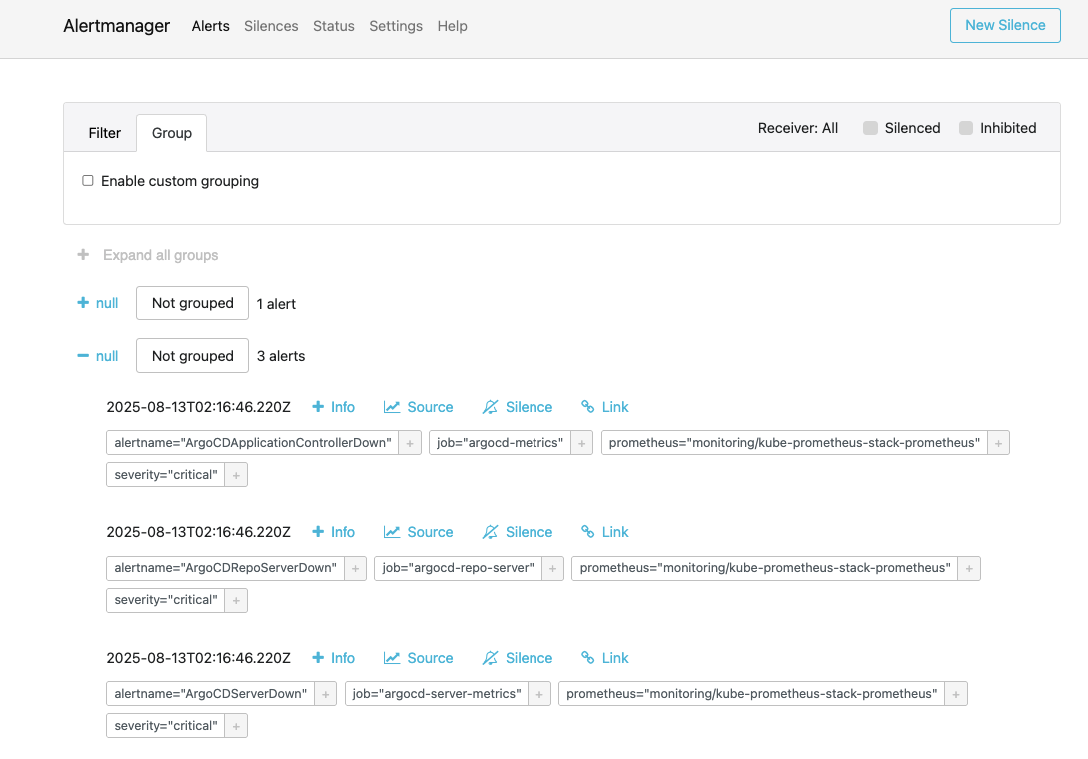 Alertmanager Alerts Silences Status Settings Help New Silence
Filter Group Receiver: All Silenced Inhibited
Enable custom grouping
+ Expand all groups
+ null Not grouped 1 alert
− null Not grouped 3 alerts
2025-08-13T02:16:46.220Z + Info Source Silence Link
alertname="ArgoCDApplicationControllerDown" + job="argocd-metrics" + prometheus="monitoring/kube-prometheus-stack-prometheus" +
severity="critical" +
2025-08-13T02:16:46.220Z + Info Source Silence Link
alertname="ArgoCDRepoServerDown" + job="argocd-repo-server" + prometheus="monitoring/kube-prometheus-stack-prometheus" +
severity="critical" +
2025-08-13T02:16:46.220Z + Info Source Silence Link
alertname="ArgoCDServerDown" + job="argocd-server-metrics" + prometheus="monitoring/kube-prometheus-stack-prometheus" +
severity="critical" +